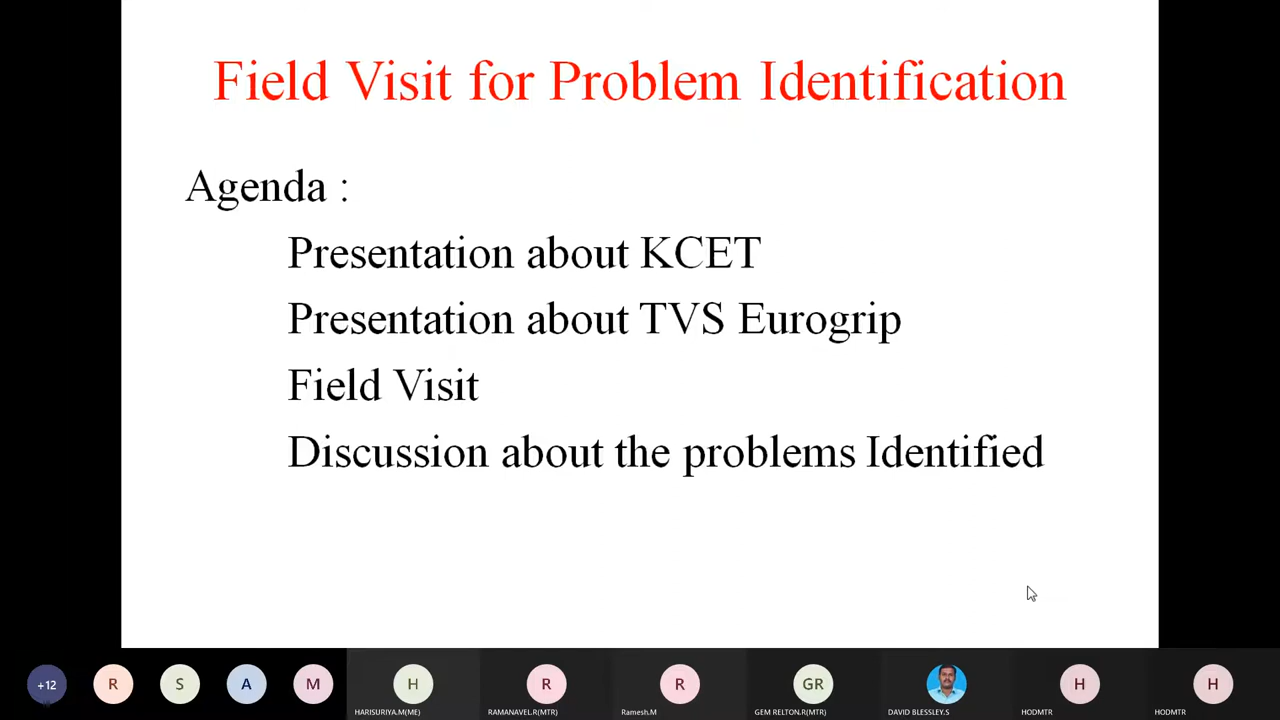 Field Visit for Problem Identification
Agenda :
Presentation about KCET
Presentation about TVS Eurogrip
Field Visit
Discussion about the problems Identified
+12 R S A M H R R GR H H
HARISURIYA.M(ME) RAMANAVEL.R(MTR) Ramesh.M GEM RELTON.R(MTR) DAVID BLESSLEY.S HODMTR HODMTR